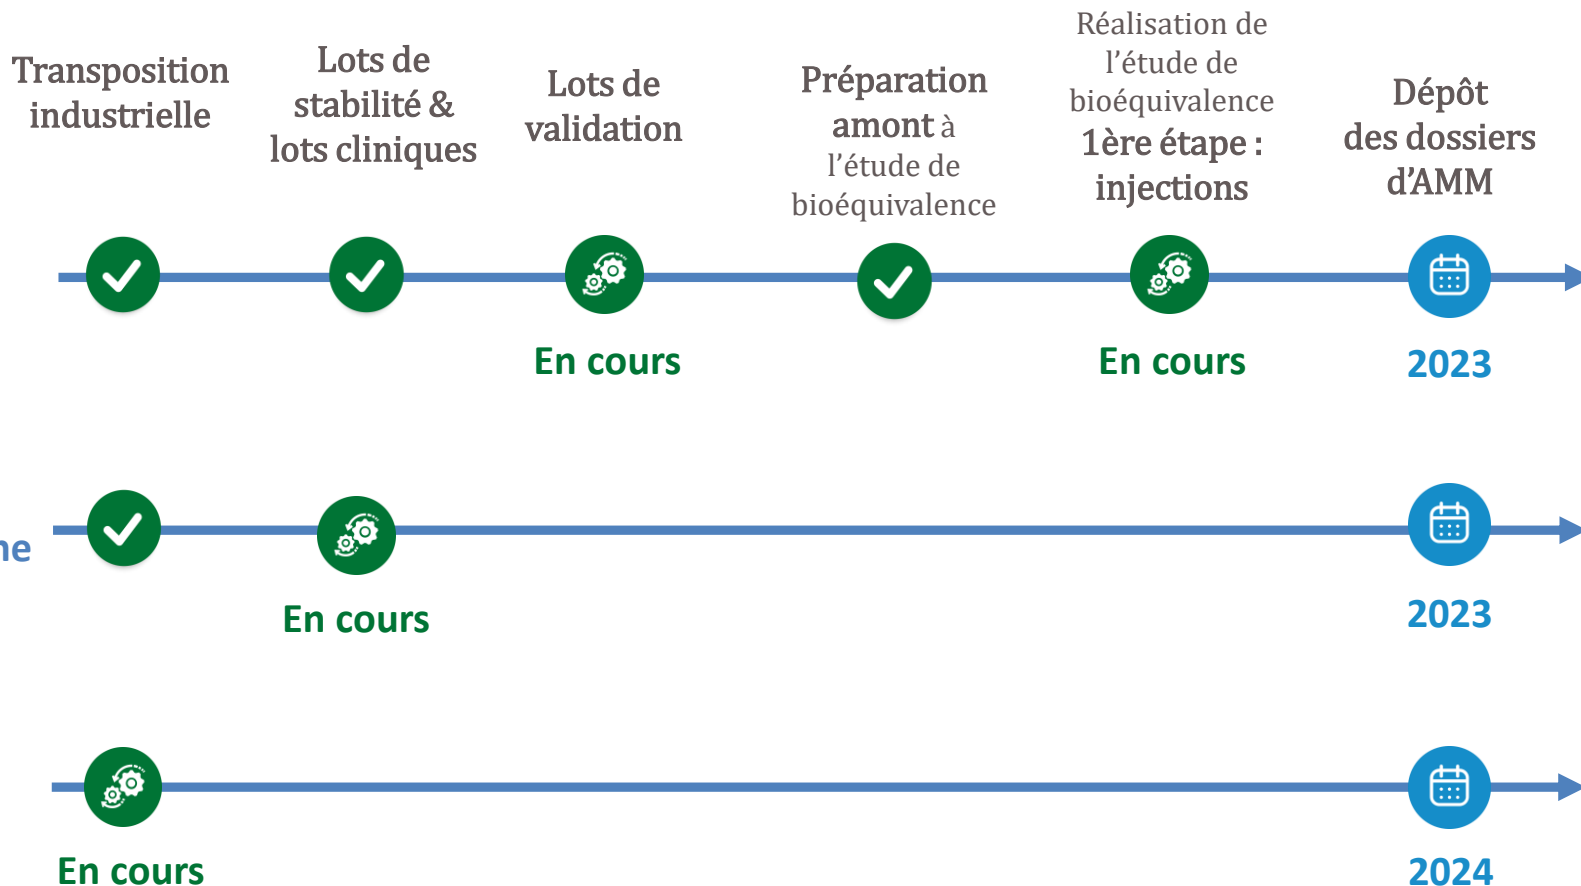 Transposition
industrielle
Lots de
stabilité &
lots cliniques
Lots de
validation
Préparation
amont à
l’étude de
bioéquivalence
Réalisation de
l’étude de
bioéquivalence
1ère étape :
injections
Dépôt
des dossiers
d’AMM
En cours
En cours
2023
En cours
2023
En cours
2024